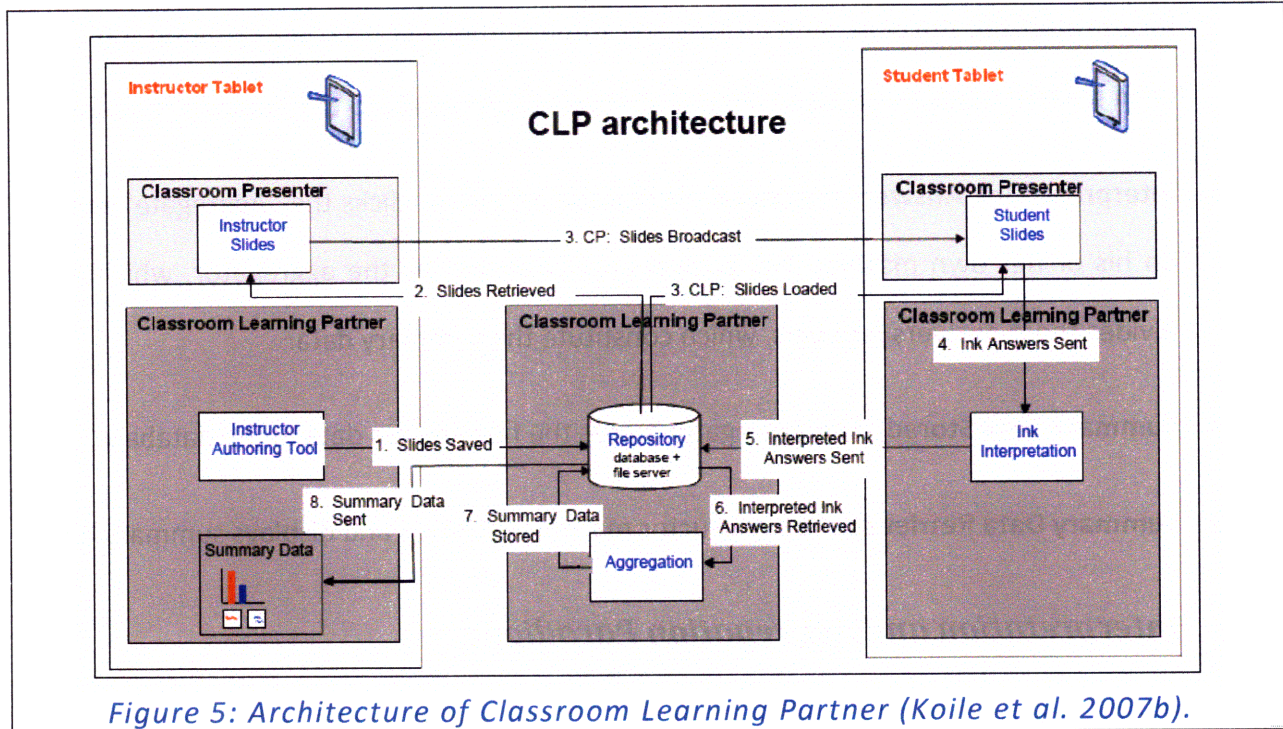 Instructor Tablet
Student Tablet
CLP architecture
Classroom Presenter
Instructor
Slides
Classroom Presenter
Student
Slides
3. CP: Slides Broadcast
2. Slides Retrieved
3. CLP: Slides Loaded
Classroom Learning Partner
Classroom Learning Partner
Classroom Learning Partner
4. Ink Answers Sent
Instructor
Authoring Tool
1. Slides Saved
Repository
database +
file server
5. Interpreted Ink
Answers Sent
Ink
Interpretation
8. Summary Data
Sent
7. Summary Data
Stored
6. Interpreted Ink
Answers Retrieved
Summary Data
Aggregation
Figure 5: Architecture of Classroom Learning Partner (Koile et al. 2007b).